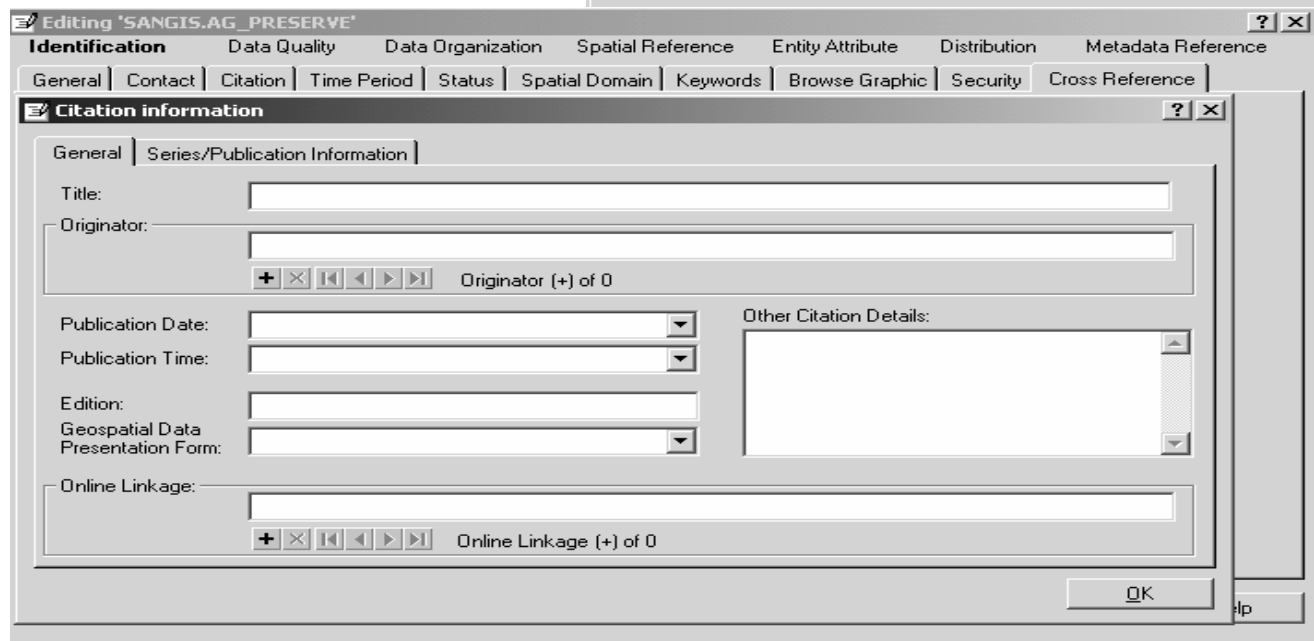 Editing 'SANGIS.AG_PRESERVE'
Identification Data Quality Data Organization Spatial Reference Entity Attribute Distribution Metadata Reference
General Contact Citation Time Period Status Spatial Domain Keywords Browse Graphic Security Cross Reference
Citation information
General Series/Publication Information
Title:
Originator:
Originator (+) of 0
Publication Date:
Other Citation Details:
Publication Time:
Edition:
Geospatial Data
Presentation Form:
Online Linkage:
Online Linkage (+) of 0
OK
elp